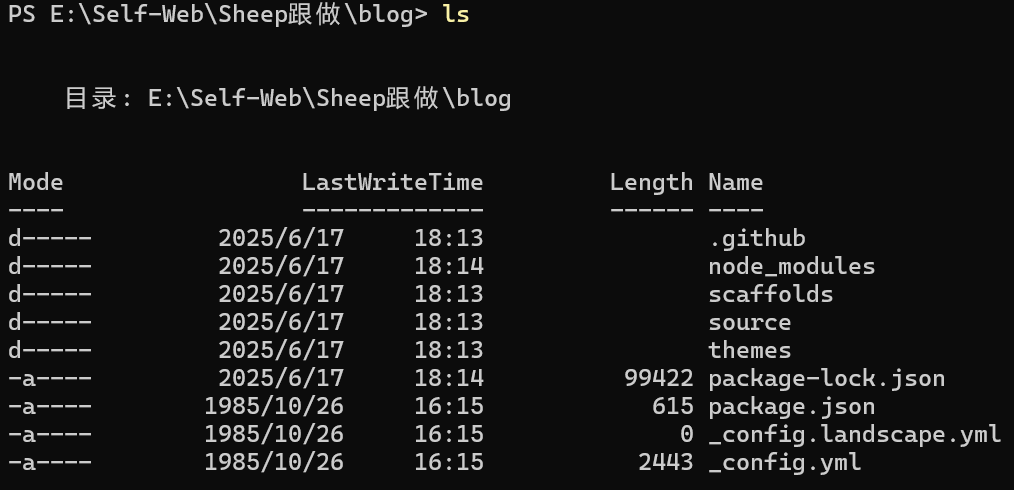 PS E:\Self-Web\Sheep跟做\blog> ls
目录: E:\Self-Web\Sheep跟做\blog
Mode                 LastWriteTime         Length Name
----                 -------------         ------ ----
d-----         2025/6/17     18:13                .github
d-----         2025/6/17     18:14                node_modules
d-----         2025/6/17     18:13                scaffolds
d-----         2025/6/17     18:13                source
d-----         2025/6/17     18:13                themes
-a----         2025/6/17     18:14          99422 package-lock.json
-a----        1985/10/26     16:15            615 package.json
-a----        1985/10/26     16:15              0 _config.landscape.yml
-a----        1985/10/26     16:15           2443 _config.yml